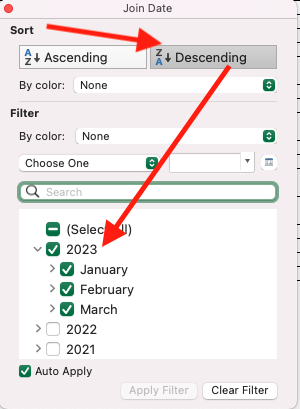 Join Date
Sort
A Z Ascending Z A Descending
By color: None
Filter
By color: None
Choose One
Search
(Select All)
2023
January
February
March
2022
2021
Auto Apply
Apply Filter Clear Filter